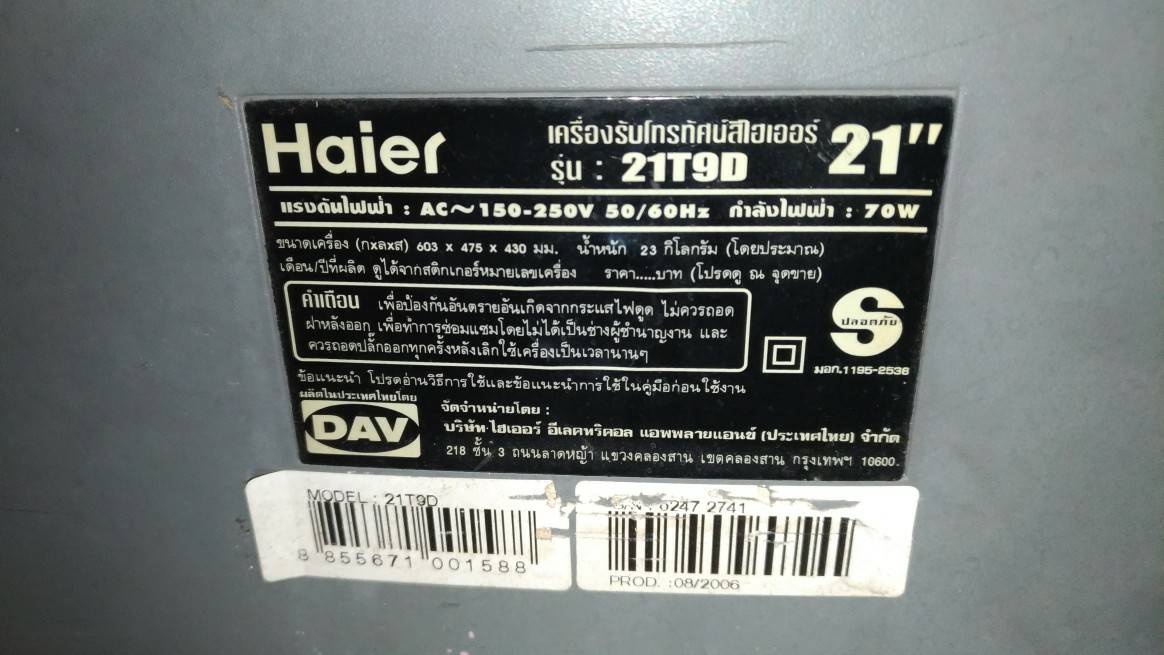 Haier
เครื่องรับโทรทัศน์สีไฮเออร์ 21"
รุ่น : 21T9D
แรงดันไฟฟ้า : AC~150-250V 50/60Hz กำลังไฟฟ้า : 70W
ขนาดเครื่อง (กxลxส) 603 x 475 x 430 มม. น้ำหนัก 23 กิโลกรัม (โดยประมาณ)
เดือน/ปีที่ผลิต ดูได้จากสติกเกอร์หมายเลขเครื่อง ราคา.....บาท (โปรดดู ณ จุดขาย)
คำเตือน เพื่อป้องกันอันตรายอันเกิดจากกระแสไฟดูด ไม่ควรถอด
ฝาหลังออก เพื่อทำการซ่อมแซมโดยไม่ได้เป็นช่างผู้ชำนาญงาน และ
ควรถอดปลั๊กออกทุกครั้งหลังเลิกใช้เครื่องเป็นเวลานานๆ
ปลอดภัย
มอก.1195-2536
ข้อแนะนำ โปรดอ่านวิธีการใช้และข้อแนะนำการใช้ในคู่มือก่อนใช้งาน
ผลิตในประเทศไทยโดย
DAV
จัดจำหน่ายโดย :
บริษัท ไฮเออร์ อีเลคทริคอล แอพพลายแอนซ์ (ประเทศไทย) จำกัด
218 ชั้น 3 ถนนลาดหญ้า แขวงคลองสาน เขตคลองสาน กรุงเทพฯ 10600.
MODEL : 21T9D
8 855671 001588
S/N : 6247 2741
PROD. :08/2006